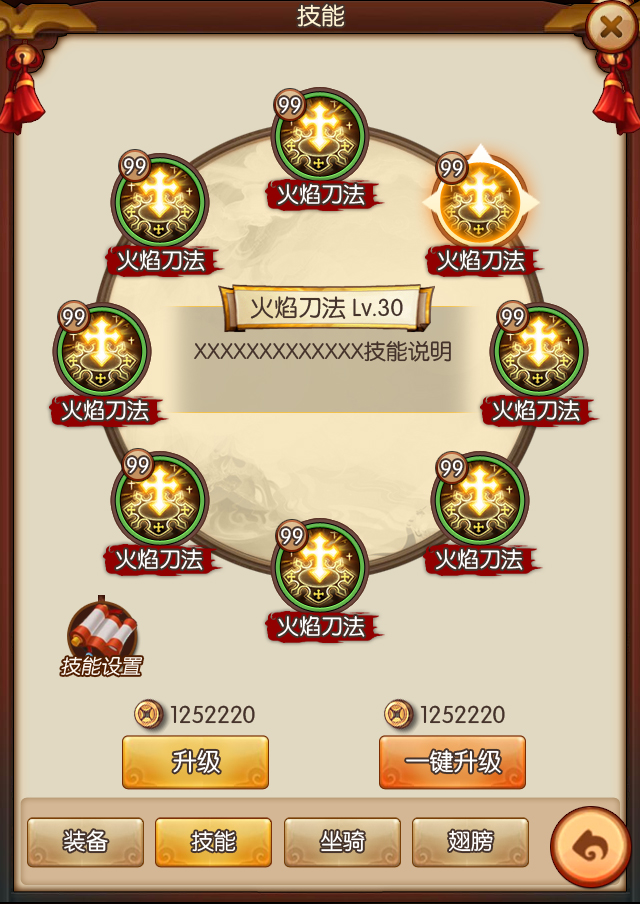 技能
99
火焰刀法
99
火焰刀法
99
火焰刀法
火焰刀法 Lv.30
XXXXXXXXXXXXX技能说明
99
火焰刀法
99
火焰刀法
99
火焰刀法
99
火焰刀法
99
火焰刀法
技能设置
1252220
1252220
升级
一键升级
装备
技能
坐骑
翅膀